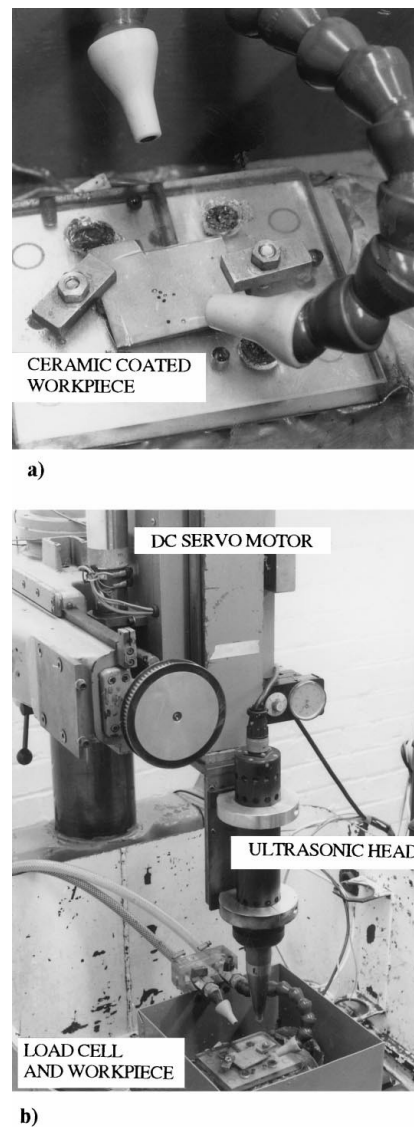 CERAMIC COATED
WORKPIECE
a)
DC SERVO MOTOR
ULTRASONIC HEAD
LOAD CELL
AND WORKPIECE
b)